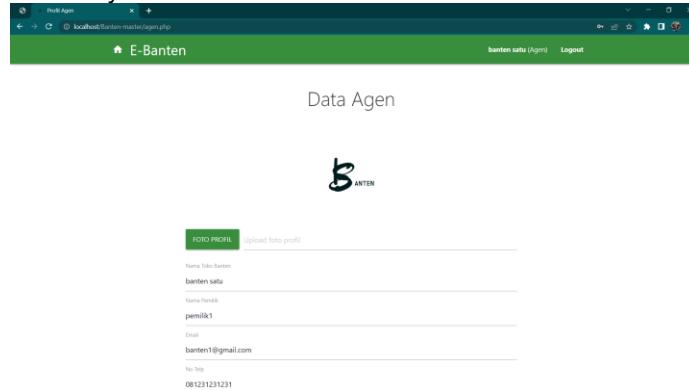 Profil Agen
localhost/Banten-master/agen.php
E-Banten
banten satu (Agen) Logout
Data Agen
BANTEN
FOTO PROFIL Upload foto profil
Nama Toko Banten
banten satu
Nama Pemilik
pemilik1
Email
banten1@gmail.com
No Telp
081231231231